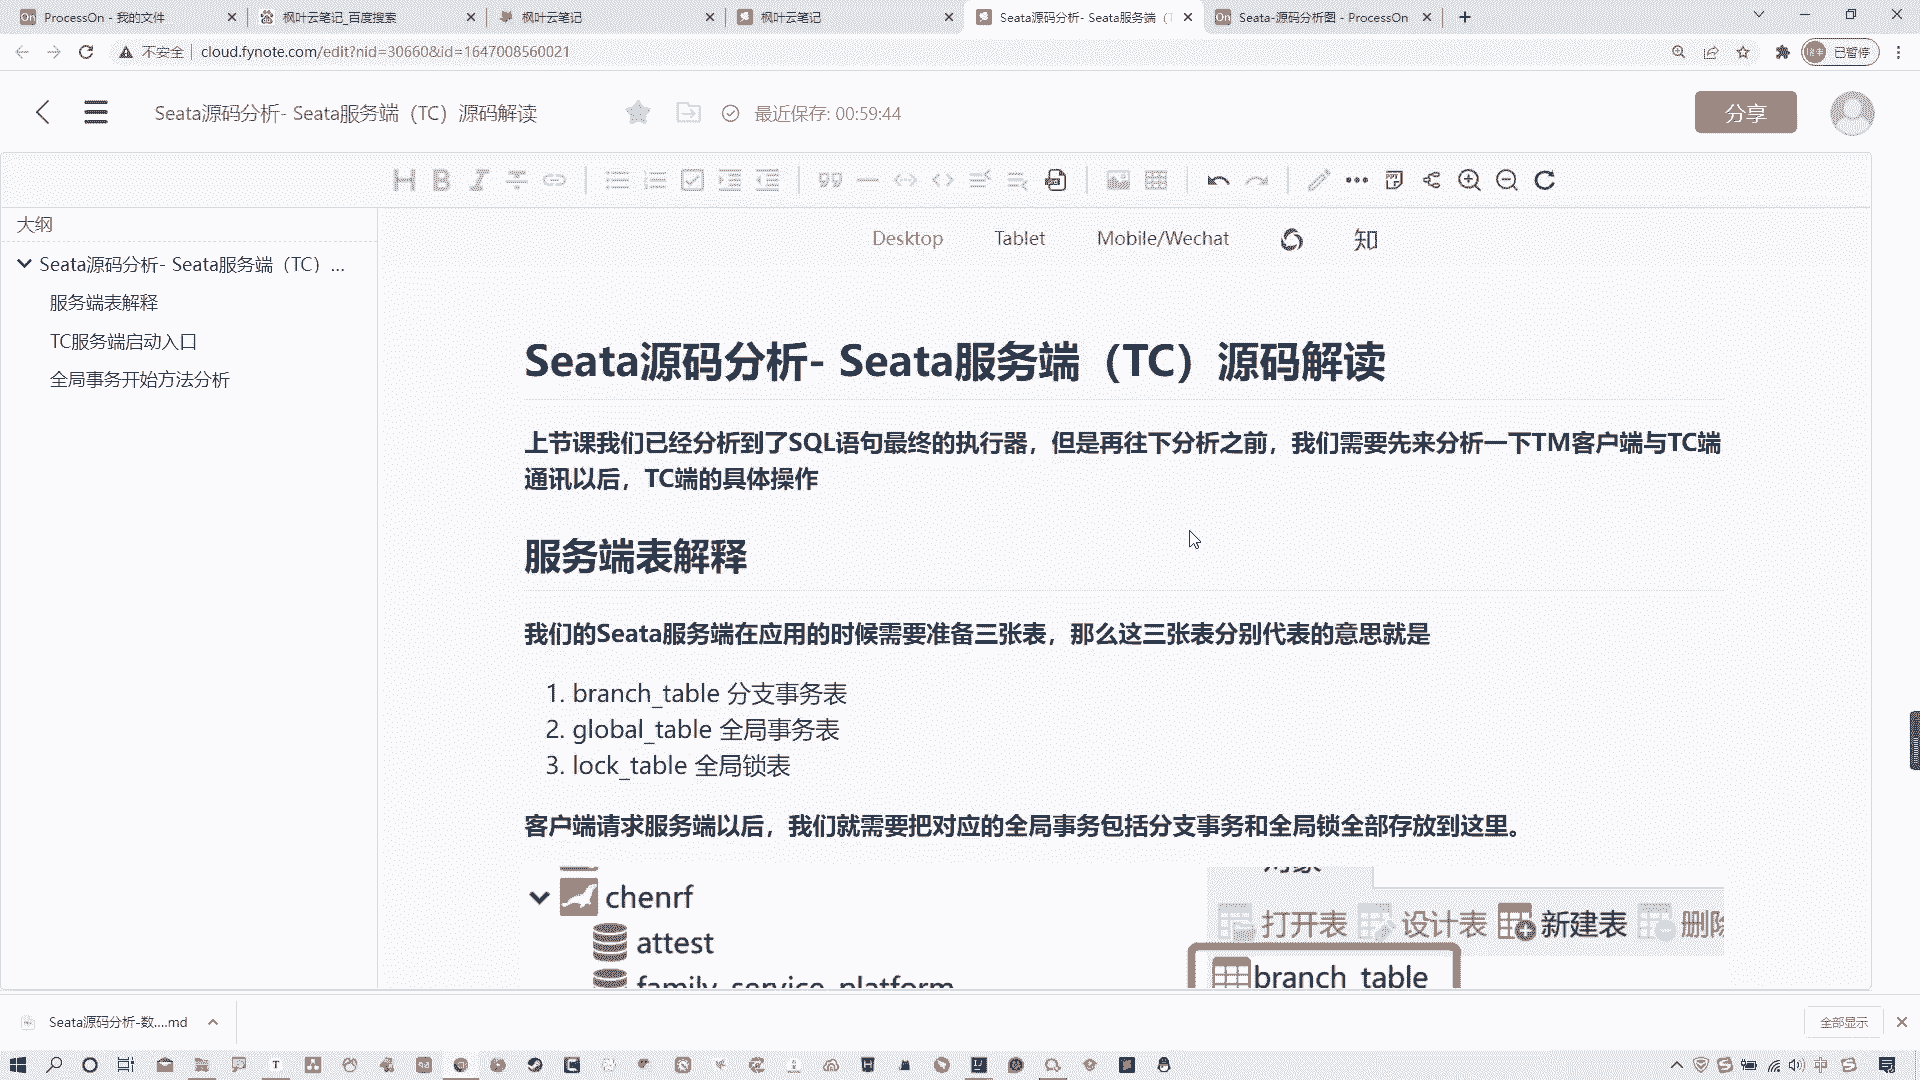 ProcessOn - 我的文件
枫叶云笔记_百度搜索
枫叶云笔记
枫叶云笔记
Seata源码分析- Seata服务端（T
Seata-源码分析图 - ProcessOn
不安全
cloud.fynote.com/edit?nid=30660&id=1647008560021
已暂停
Seata源码分析- Seata服务端（TC）源码解读
最近保存: 00:59:44
分享
大纲
Desktop
Tablet
Mobile/Wechat
知
Seata源码分析- Seata服务端（TC）...
服务端表解释
TC服务端启动入口
全局事务开始方法分析
Seata源码分析- Seata服务端（TC）源码解读
上节课我们已经分析到了SQL语句最终的执行器，但是再往下分析之前，我们需要先来分析一下TM客户端与TC端
通讯以后，TC端的具体操作
服务端表解释
我们的Seata服务端在应用的时候需要准备三张表，那么这三张表分别代表的意思就是
1. branch_table 分支事务表
2. global_table 全局事务表
3. lock_table 全局锁表
客户端请求服务端以后，我们就需要把对应的全局事务包括分支事务和全局锁全部存放到这里。
chenrf
attest
family_service_platform
对象
打开表
设计表
新建表
删除
branch_table
Seata源码分析-数....md
全部显示
中